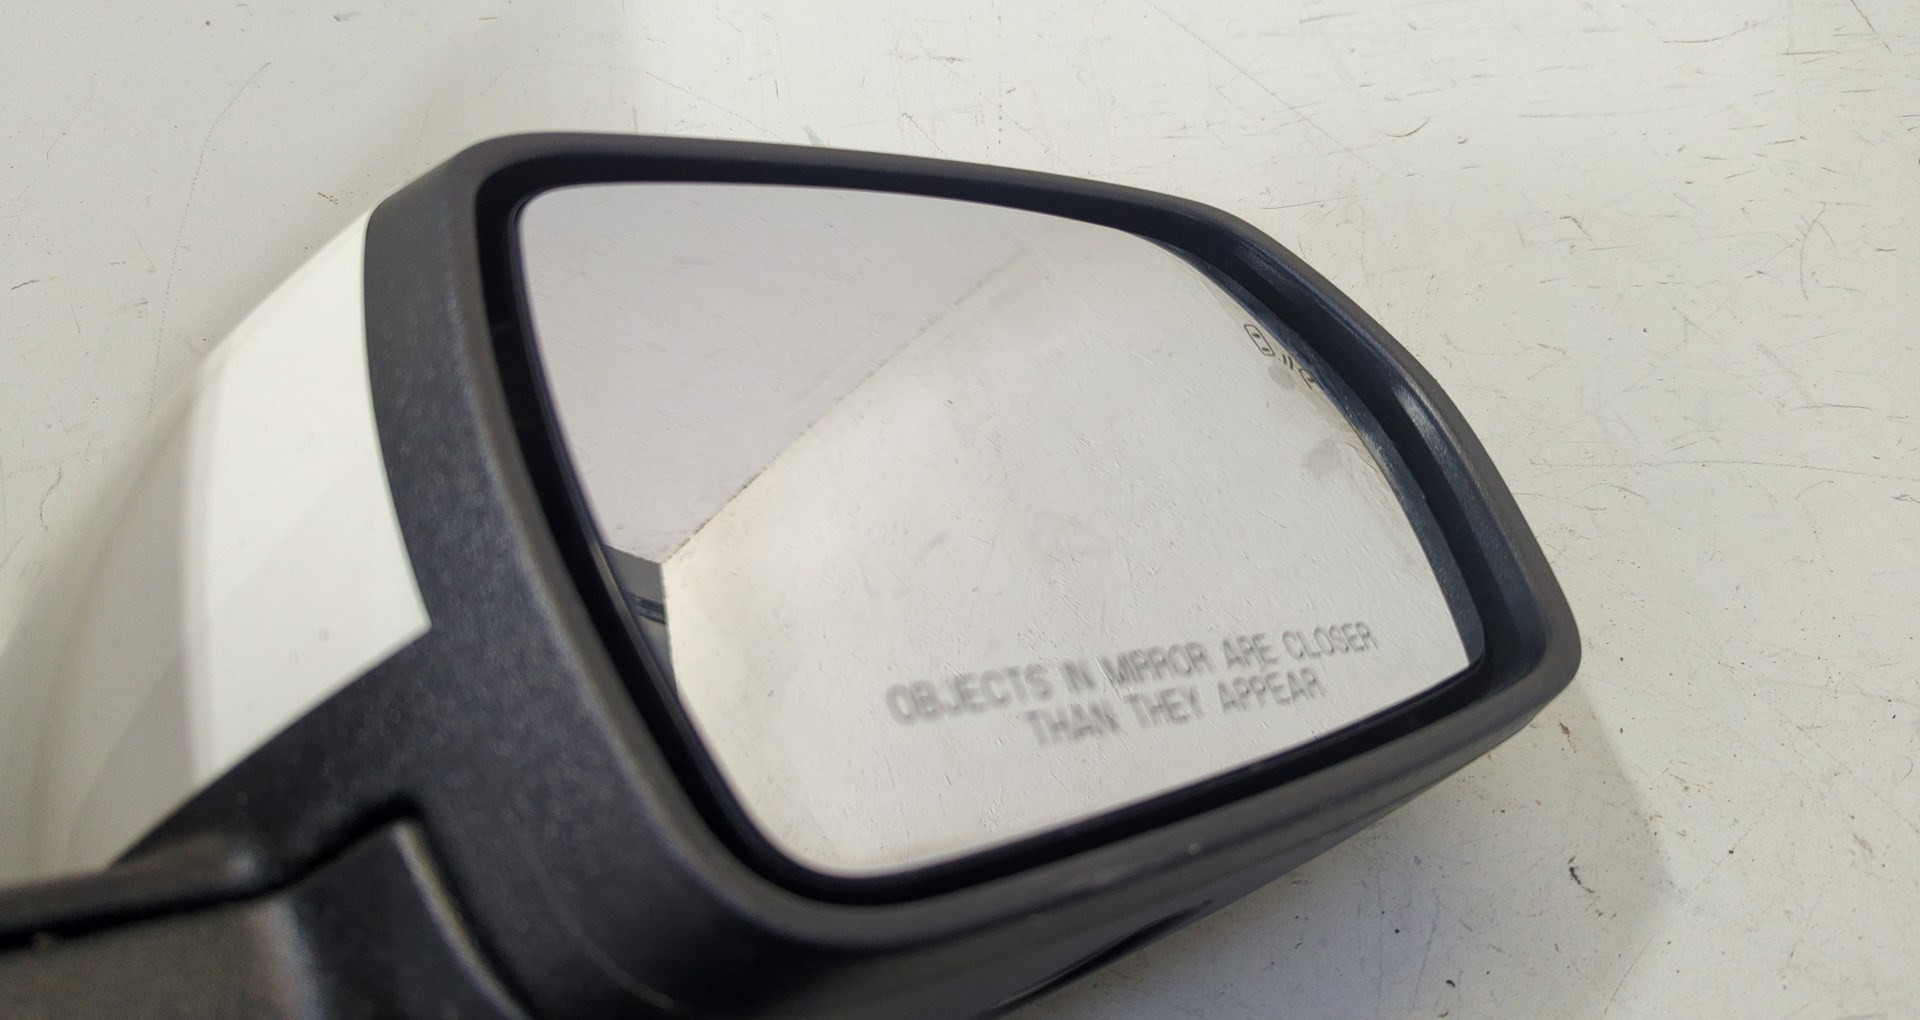 OBJECTS IN MIRROR ARE CLOSER
THAN THEY APPEAR